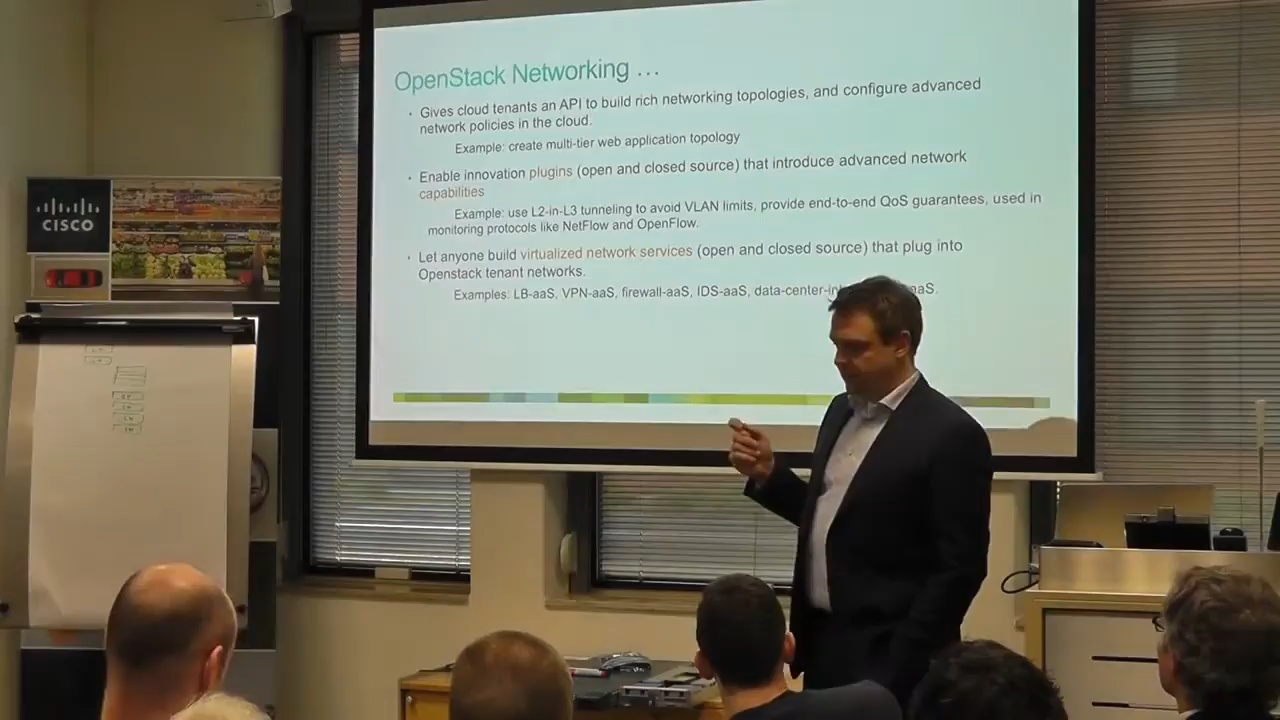 OpenStack Networking ...
• Gives cloud tenants an API to build rich networking topologies, and configure advanced
network policies in the cloud.
Example: create multi-tier web application topology
• Enable innovation plugins (open and closed source) that introduce advanced network
capabilities
Example: use L2-in-L3 tunneling to avoid VLAN limits, provide end-to-end QoS guarantees, used in
monitoring protocols like NetFlow and OpenFlow.
• Let anyone build virtualized network services (open and closed source) that plug into
Openstack tenant networks.
Examples: LB-aaS, VPN-aaS, firewall-aaS, IDS-aaS, data-center-in aaS.
CISCO